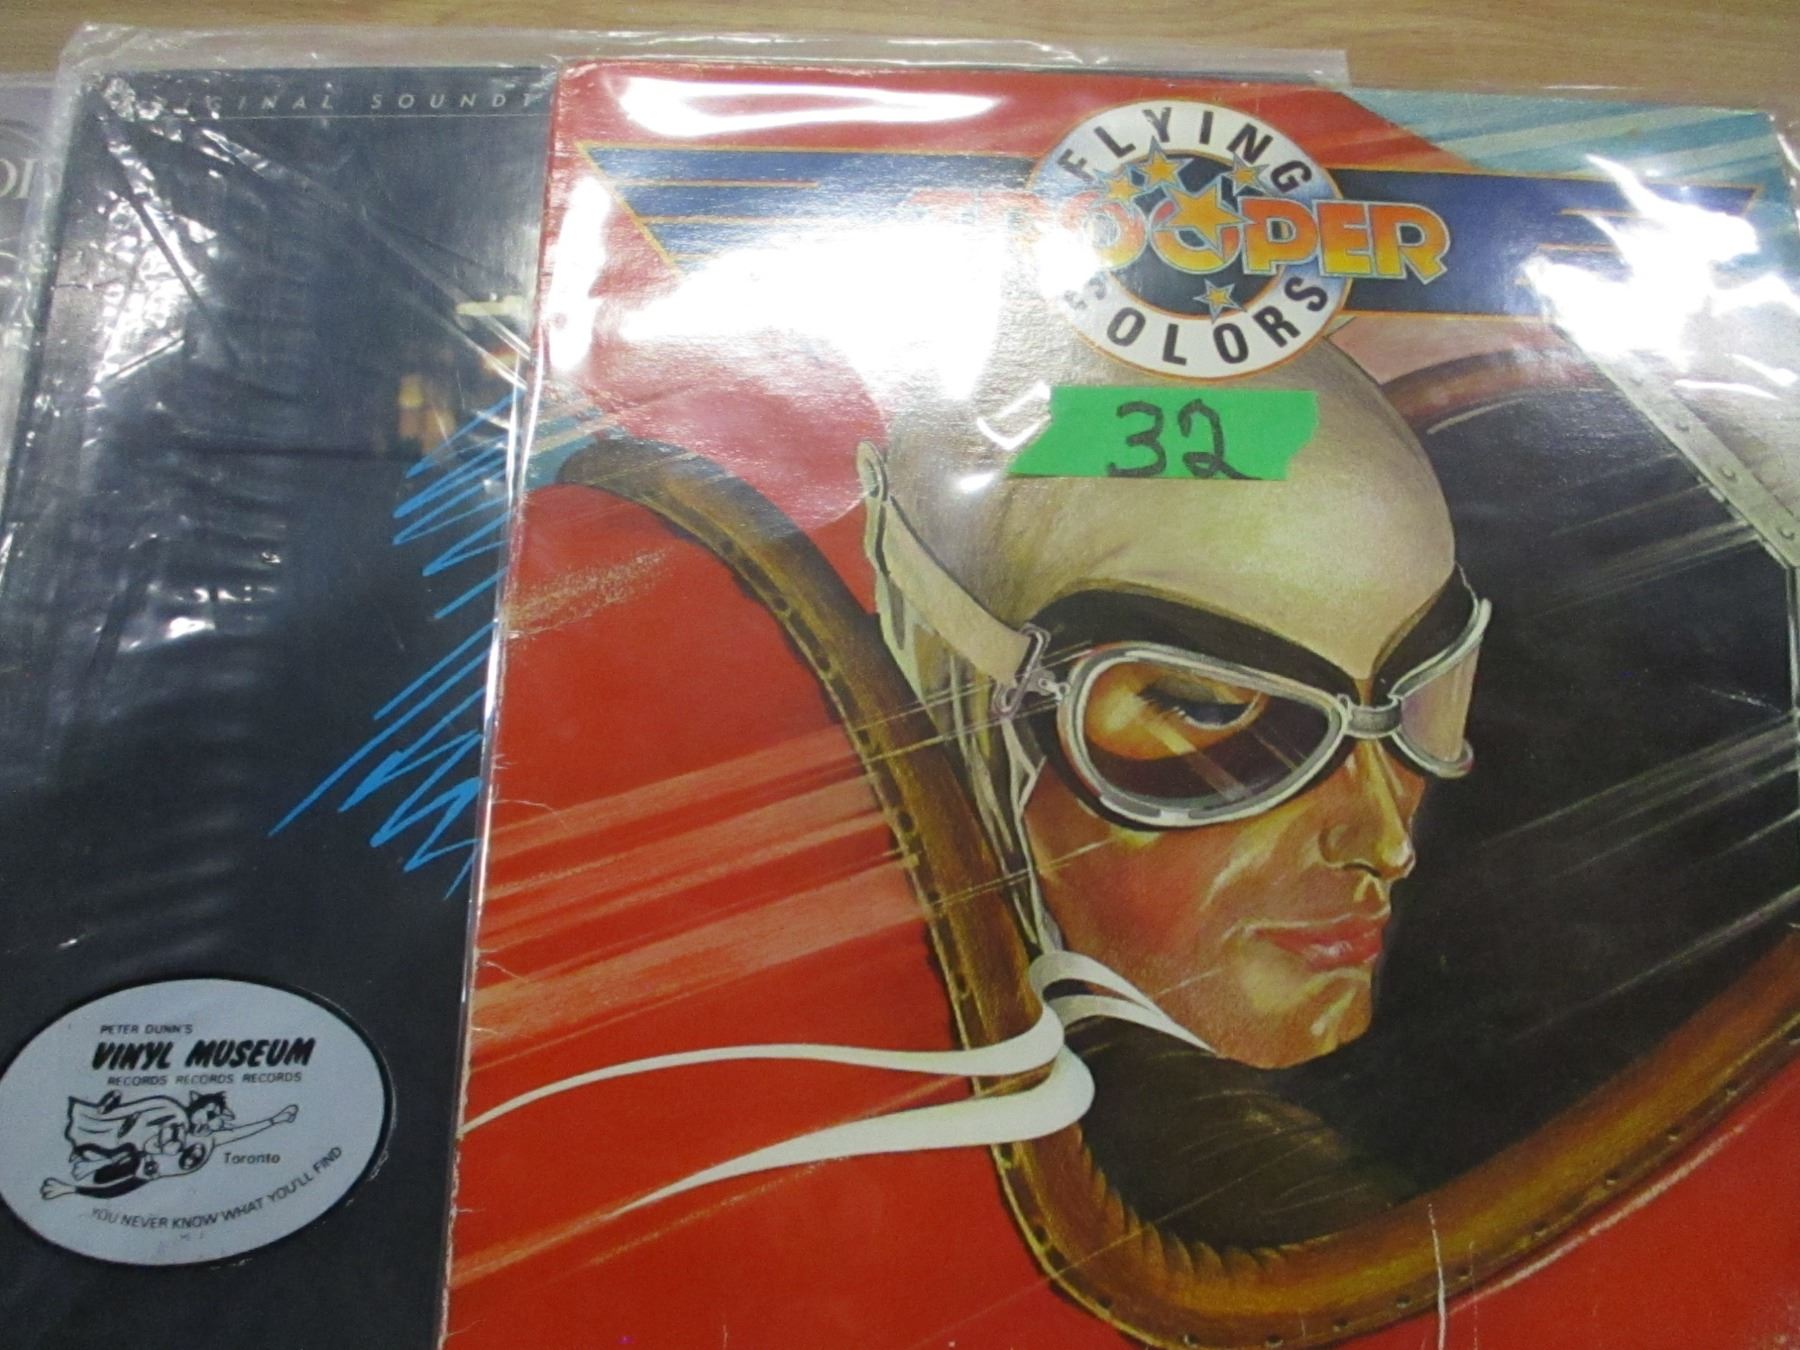 ORIGINAL SOUNDT
FLYING
TROOPER
COLORS
32
PETER DUNN'S
VINYL MUSEUM
RECORDS RECORDS RECORDS
Toronto
YOU NEVER KNOW WHAT YOU'LL FIND